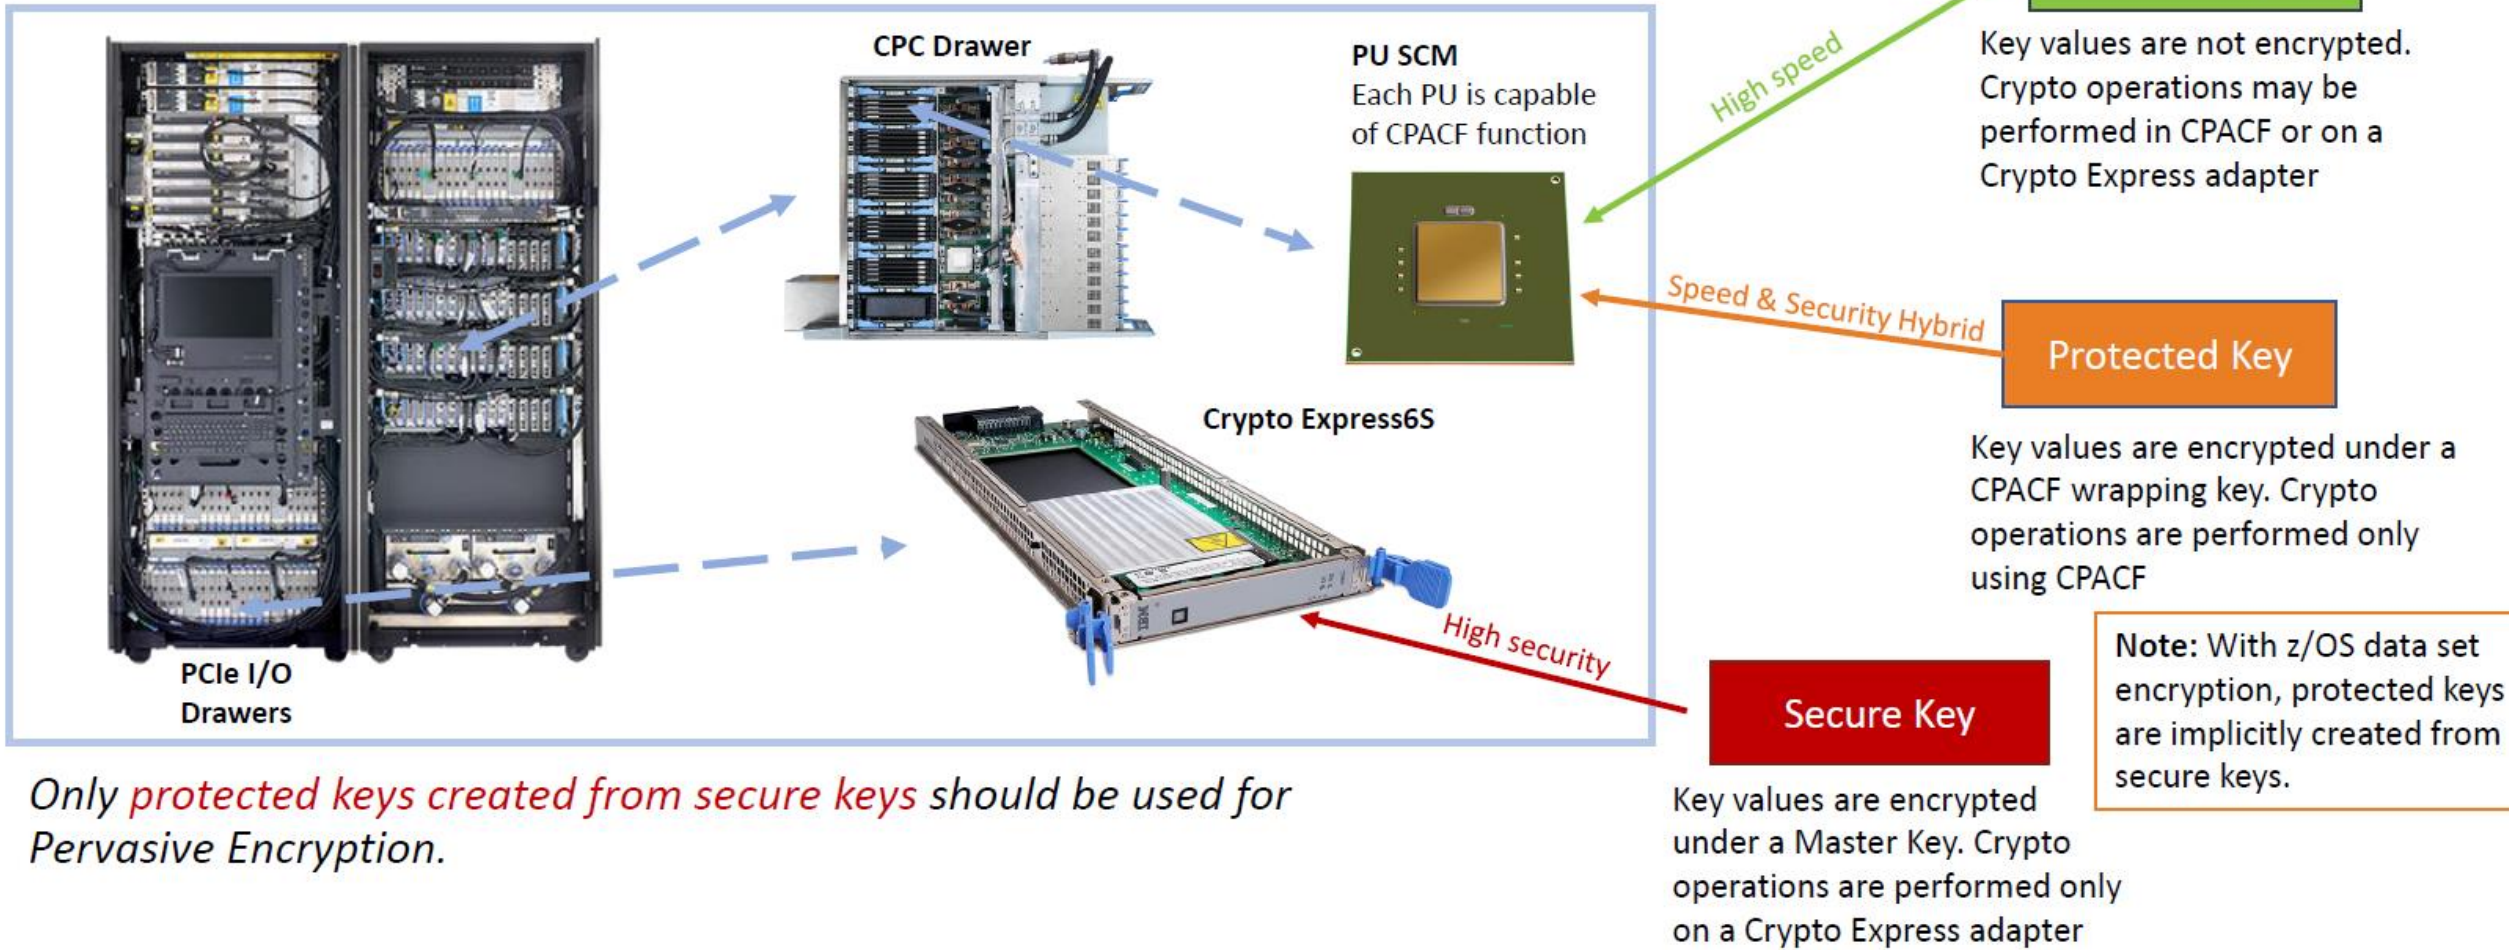 CPC Drawer
PU SCM
Each PU is capable
of CPACF function
High speed
Key values are not encrypted.
Crypto operations may be
performed in CPACF or on a
Crypto Express adapter
Speed & Security Hybrid
Protected Key
Key values are encrypted under a
CPACF wrapping key. Crypto
operations are performed only
using CPACF
Crypto Express6S
IBM
High security
PCIe I/O
Drawers
Secure Key
Note: With z/OS data set
encryption, protected keys
are implicitly created from
secure keys.
Key values are encrypted
under a Master Key. Crypto
operations are performed only
on a Crypto Express adapter
Only protected keys created from secure keys should be used for
Pervasive Encryption.